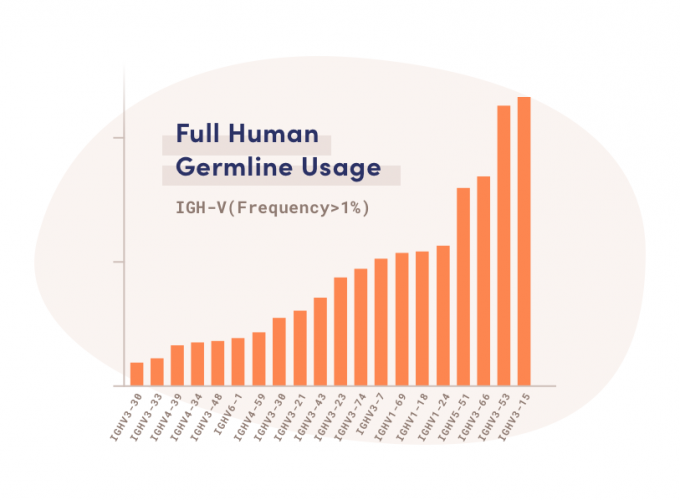 Full Human
Germline Usage
IGH-V(Frequency>1%)
IGHV3-30
IGHV3-33
IGHV4-39
IGHV4-34
IGHV3-48
IGHV6-1
IGHV4-59
IGHV3-30
IGHV3-21
IGHV3-43
IGHV3-23
IGHV3-74
IGHV3-7
IGHV1-69
IGHV1-18
IGHV1-24
IGHV5-51
IGHV3-66
IGHV3-53
IGHV3-15